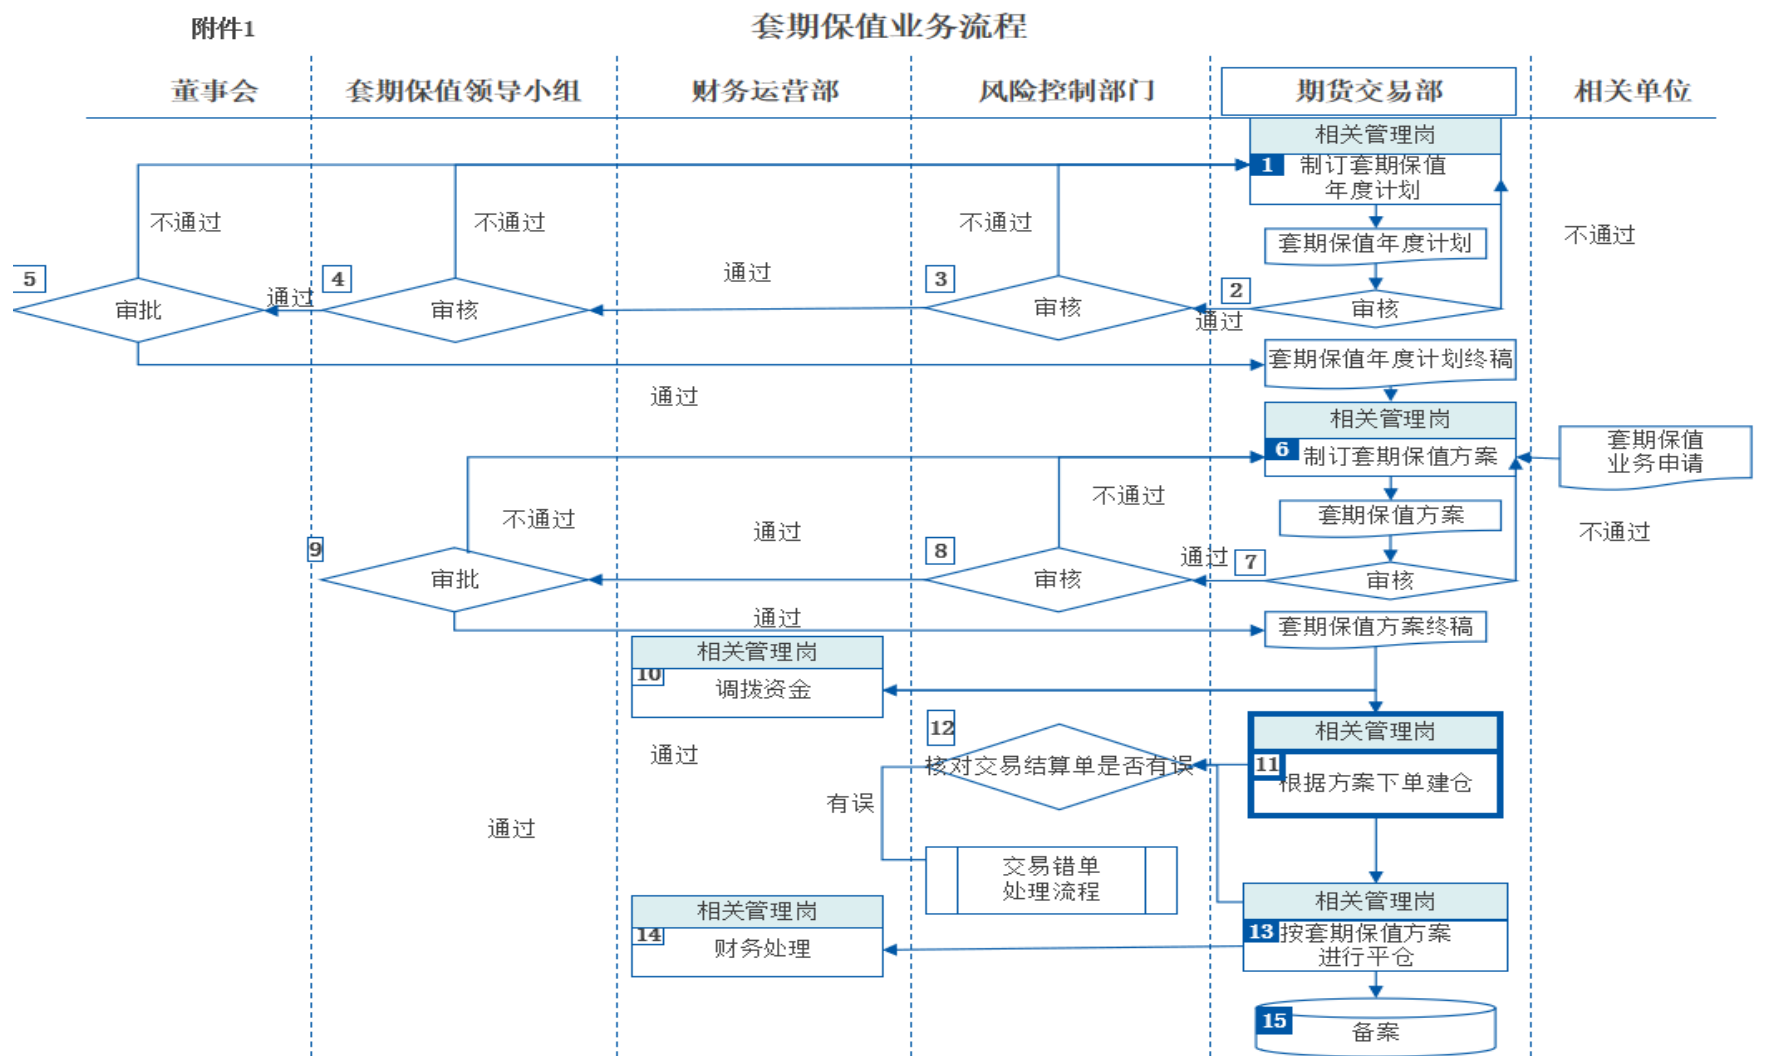 附件1
套期保值业务流程
董事会
套期保值领导小组
财务运营部
风险控制部门
期货交易部
相关单位
相关管理岗
1
制订套期保值
年度计划
不通过
不通过
不通过
不通过
套期保值年度计划
5
4
通过
3
2
审批
通过
审核
审核
通过
审核
套期保值年度计划终稿
通过
相关管理岗
6
制订套期保值方案
套期保值
业务申请
不通过
不通过
通过
套期保值方案
不通过
9
8
通过
7
审批
审核
审核
通过
套期保值方案终稿
相关管理岗
10
调拨资金
12
相关管理岗
通过
核对交易结算单是否有误
11
根据方案下单建仓
有误
通过
交易错单
处理流程
相关管理岗
相关管理岗
14
财务处理
13
按套期保值方案
进行平仓
15
备案